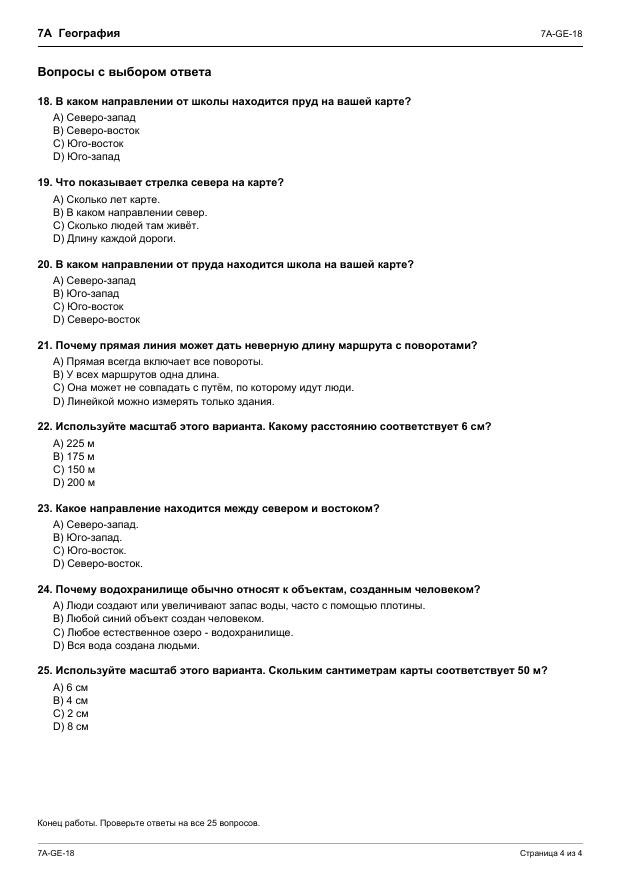 7А География
7A-GE-18
Вопросы с выбором ответа
18. В каком направлении от школы находится пруд на вашей карте?
A) Северо-запад
B) Северо-восток
C) Юго-восток
D) Юго-запад
19. Что показывает стрелка севера на карте?
A) Сколько лет карте.
B) В каком направлении север.
C) Сколько людей там живёт.
D) Длину каждой дороги.
20. В каком направлении от пруда находится школа на вашей карте?
A) Северо-запад
B) Юго-запад
C) Юго-восток
D) Северо-восток
21. Почему прямая линия может дать неверную длину маршрута с поворотами?
A) Прямая всегда включает все повороты.
B) У всех маршрутов одна длина.
C) Она может не совпадать с путём, по которому идут люди.
D) Линейкой можно измерять только здания.
22. Используйте масштаб этого варианта. Какому расстоянию соответствует 6 см?
A) 225 м
B) 175 м
C) 150 м
D) 200 м
23. Какое направление находится между севером и востоком?
A) Северо-запад.
B) Юго-запад.
C) Юго-восток.
D) Северо-восток.
24. Почему водохранилище обычно относят к объектам, созданным человеком?
A) Люди создают или увеличивают запас воды, часто с помощью плотины.
B) Любой синий объект создан человеком.
C) Любое естественное озеро - водохранилище.
D) Вся вода создана людьми.
25. Используйте масштаб этого варианта. Скольким сантиметрам карты соответствует 50 м?
A) 6 см
B) 4 см
C) 2 см
D) 8 см
Конец работы. Проверьте ответы на все 25 вопросов.
7A-GE-18
Страница 4 из 4